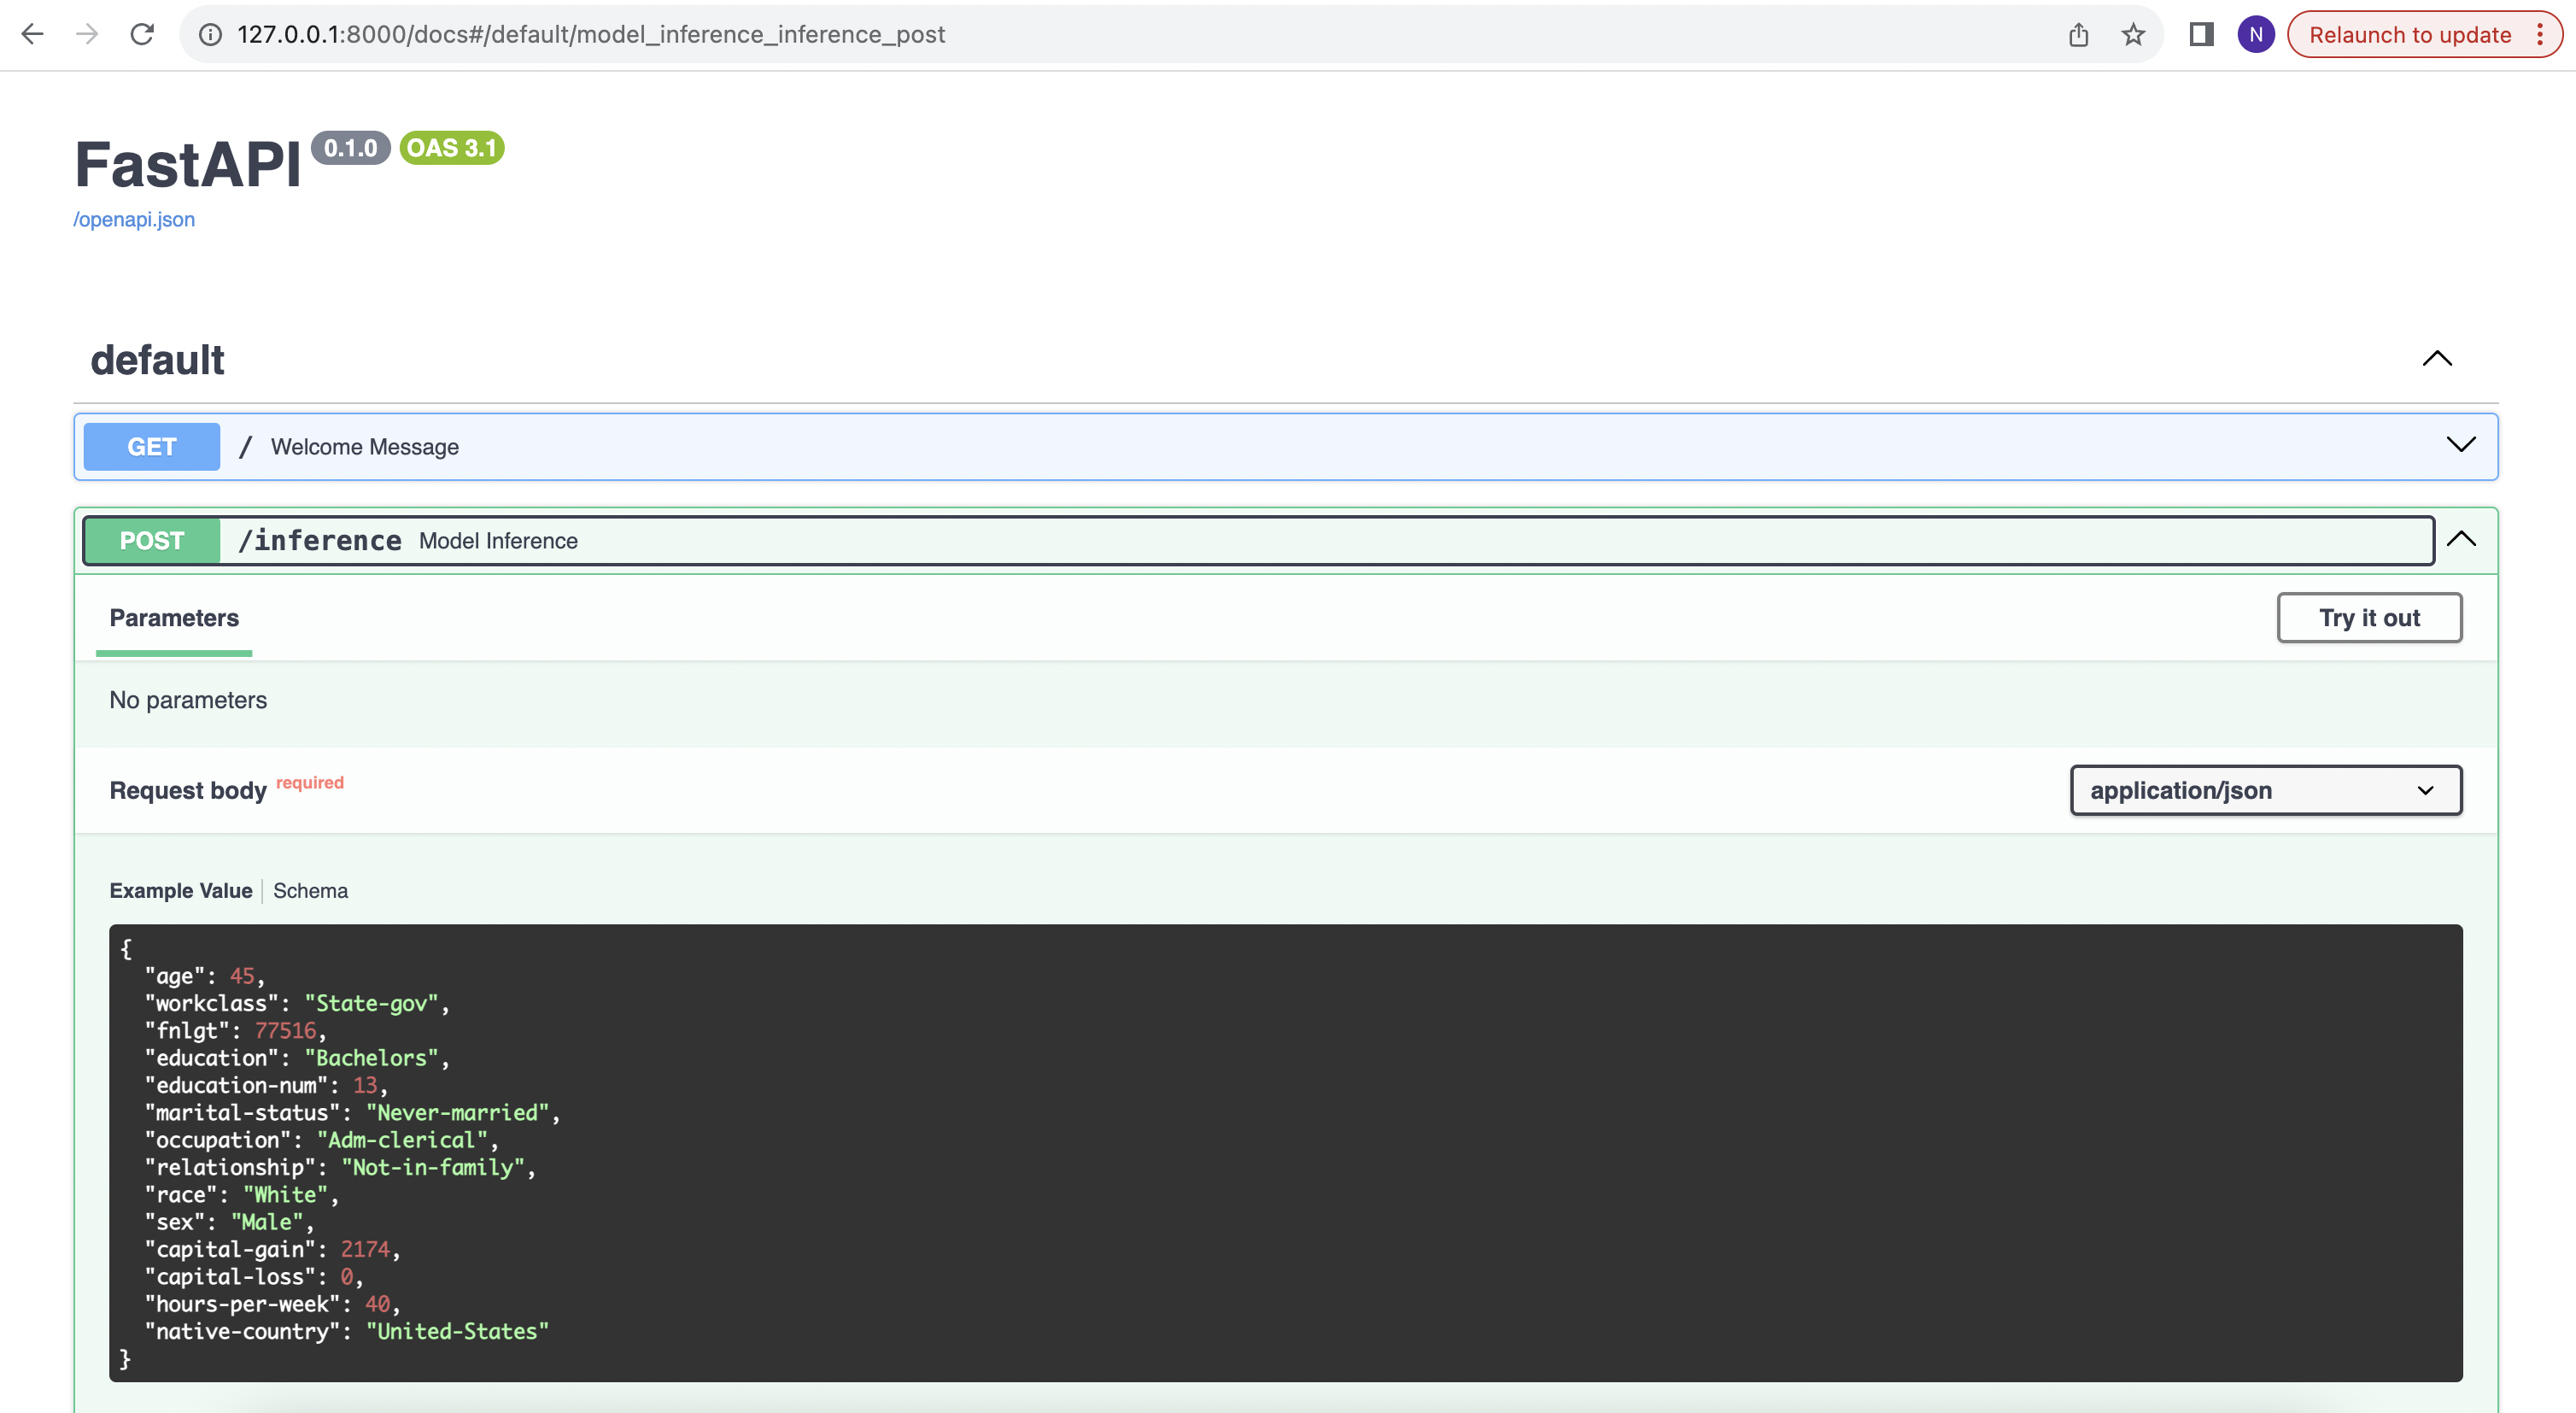 127.0.0.1:8000/docs#/default/model_inference_inference_post
N
Relaunch to update
FastAPI 0.1.0 OAS 3.1
/openapi.json
default
GET / Welcome Message
POST /inference Model Inference
Parameters
Try it out
No parameters
Request body required
application/json
Example Value | Schema
{
"age": 45,
"workclass": "State-gov",
"fnlgt": 77516,
"education": "Bachelors",
"education-num": 13,
"marital-status": "Never-married",
"occupation": "Adm-clerical",
"relationship": "Not-in-family",
"race": "White",
"sex": "Male",
"capital-gain": 2174,
"capital-loss": 0,
"hours-per-week": 40,
"native-country": "United-States"
}